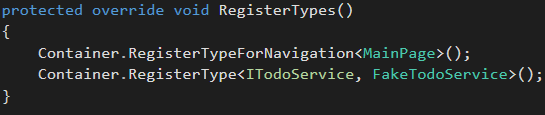 protected override void RegisterTypes()
{
    Container.RegisterTypeForNavigation<MainPage>();
    Container.RegisterType<ITodoService, FakeTodoService>();
}